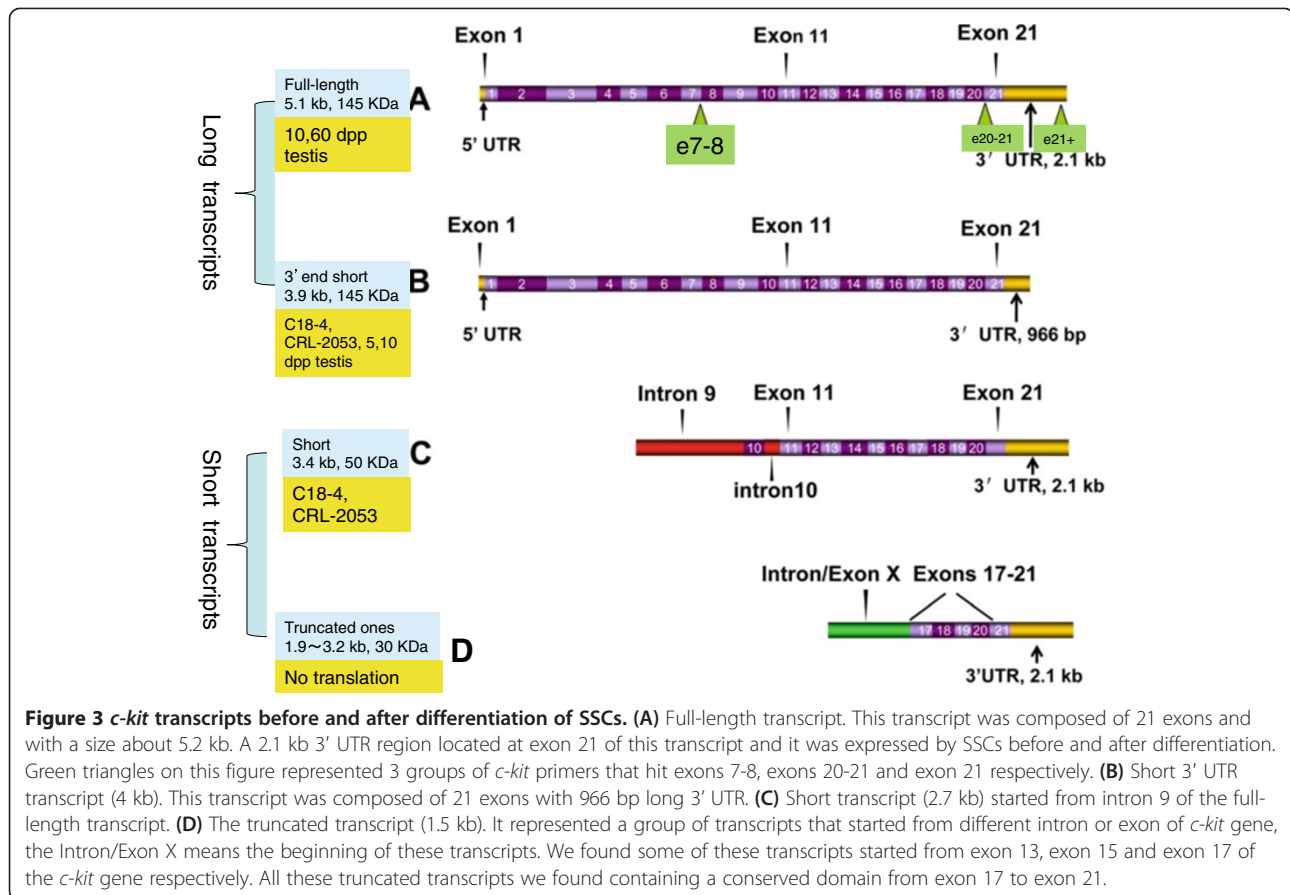 Exon 1
Exon 11
Exon 21
Long transcripts
Full-length
5.1 kb, 145 KDa
10,60 dpp
testis
A
1 2 3 4 5 6 7 8 9 10 11 12 13 14 15 16 17 18 19 20 21
5' UTR
e7-8
e20-21
e21+
3′ UTR, 2.1 kb
Exon 1
Exon 11
Exon 21
3' end short
3.9 kb, 145 KDa
C18-4,
CRL-2053, 5,10
dpp testis
B
1 2 3 4 5 6 7 8 9 10 11 12 13 14 15 16 17 18 19 20 21
5' UTR
3′ UTR, 966 bp
Short transcripts
Intron 9
Exon 11
Exon 21
Short
3.4 kb, 50 KDa
C18-4,
CRL-2053
C
10 11 12 13 14 15 16 17 18 19 20
intron10
3′ UTR, 2.1 kb
Intron/Exon X Exons 17-21
Truncated ones
1.9~3.2 kb, 30 KDa
No translation
D
17 18 19 20 21
3'UTR, 2.1 kb
Figure 3 c-kit transcripts before and after differentiation of SSCs. (A) Full-length transcript. This transcript was composed of 21 exons and
with a size about 5.2 kb. A 2.1 kb 3′ UTR region located at exon 21 of this transcript and it was expressed by SSCs before and after differentiation.
Green triangles on this figure represented 3 groups of c-kit primers that hit exons 7-8, exons 20-21 and exon 21 respectively. (B) Short 3′ UTR
transcript (4 kb). This transcript was composed of 21 exons with 966 bp long 3′ UTR. (C) Short transcript (2.7 kb) started from intron 9 of the full-
length transcript. (D) The truncated transcript (1.5 kb). It represented a group of transcripts that started from different intron or exon of c-kit gene,
the Intron/Exon X means the beginning of these transcripts. We found some of these transcripts started from exon 13, exon 15 and exon 17 of
the c-kit gene respectively. All these truncated transcripts we found containing a conserved domain from exon 17 to exon 21.